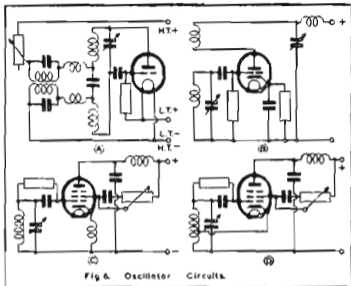 H.T.+
L.T.+
L.T.-
H.T.-
A
+
B
+
-
C
+
D
Fig 6. Oscillator Circuits.